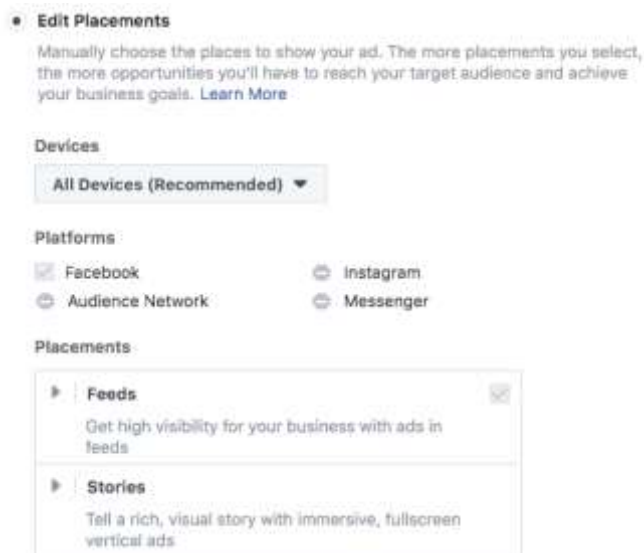 Edit Placements
Manually choose the places to show your ad. The more placements you select,
the more opportunities you'll have to reach your target audience and achieve
your business goals. Learn More
Devices
All Devices (Recommended)
Platforms
Facebook
Instagram
Audience Network
Messenger
Placements
Feeds
Get high visibility for your business with ads in
feeds
Stories
Tell a rich, visual story with immersive, fullscreen
vertical ads